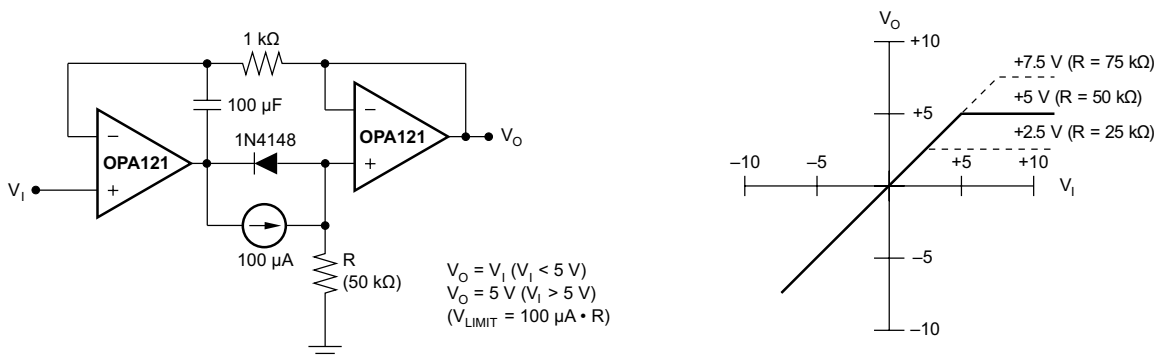 1 kΩ
100 µF
−
−
OPA121
1N4148
OPA121
V_O
+
+
V_I
100 µA
R
(50 kΩ)
V_O = V_I (V_I < 5 V)
V_O = 5 V (V_I > 5 V)
(V_LIMIT = 100 µA • R)
V_O
+10
+7.5 V (R = 75 kΩ)
+5 V (R = 50 kΩ)
+5
+2.5 V (R = 25 kΩ)
−10
−5
+5
+10
V_I
−5
−10